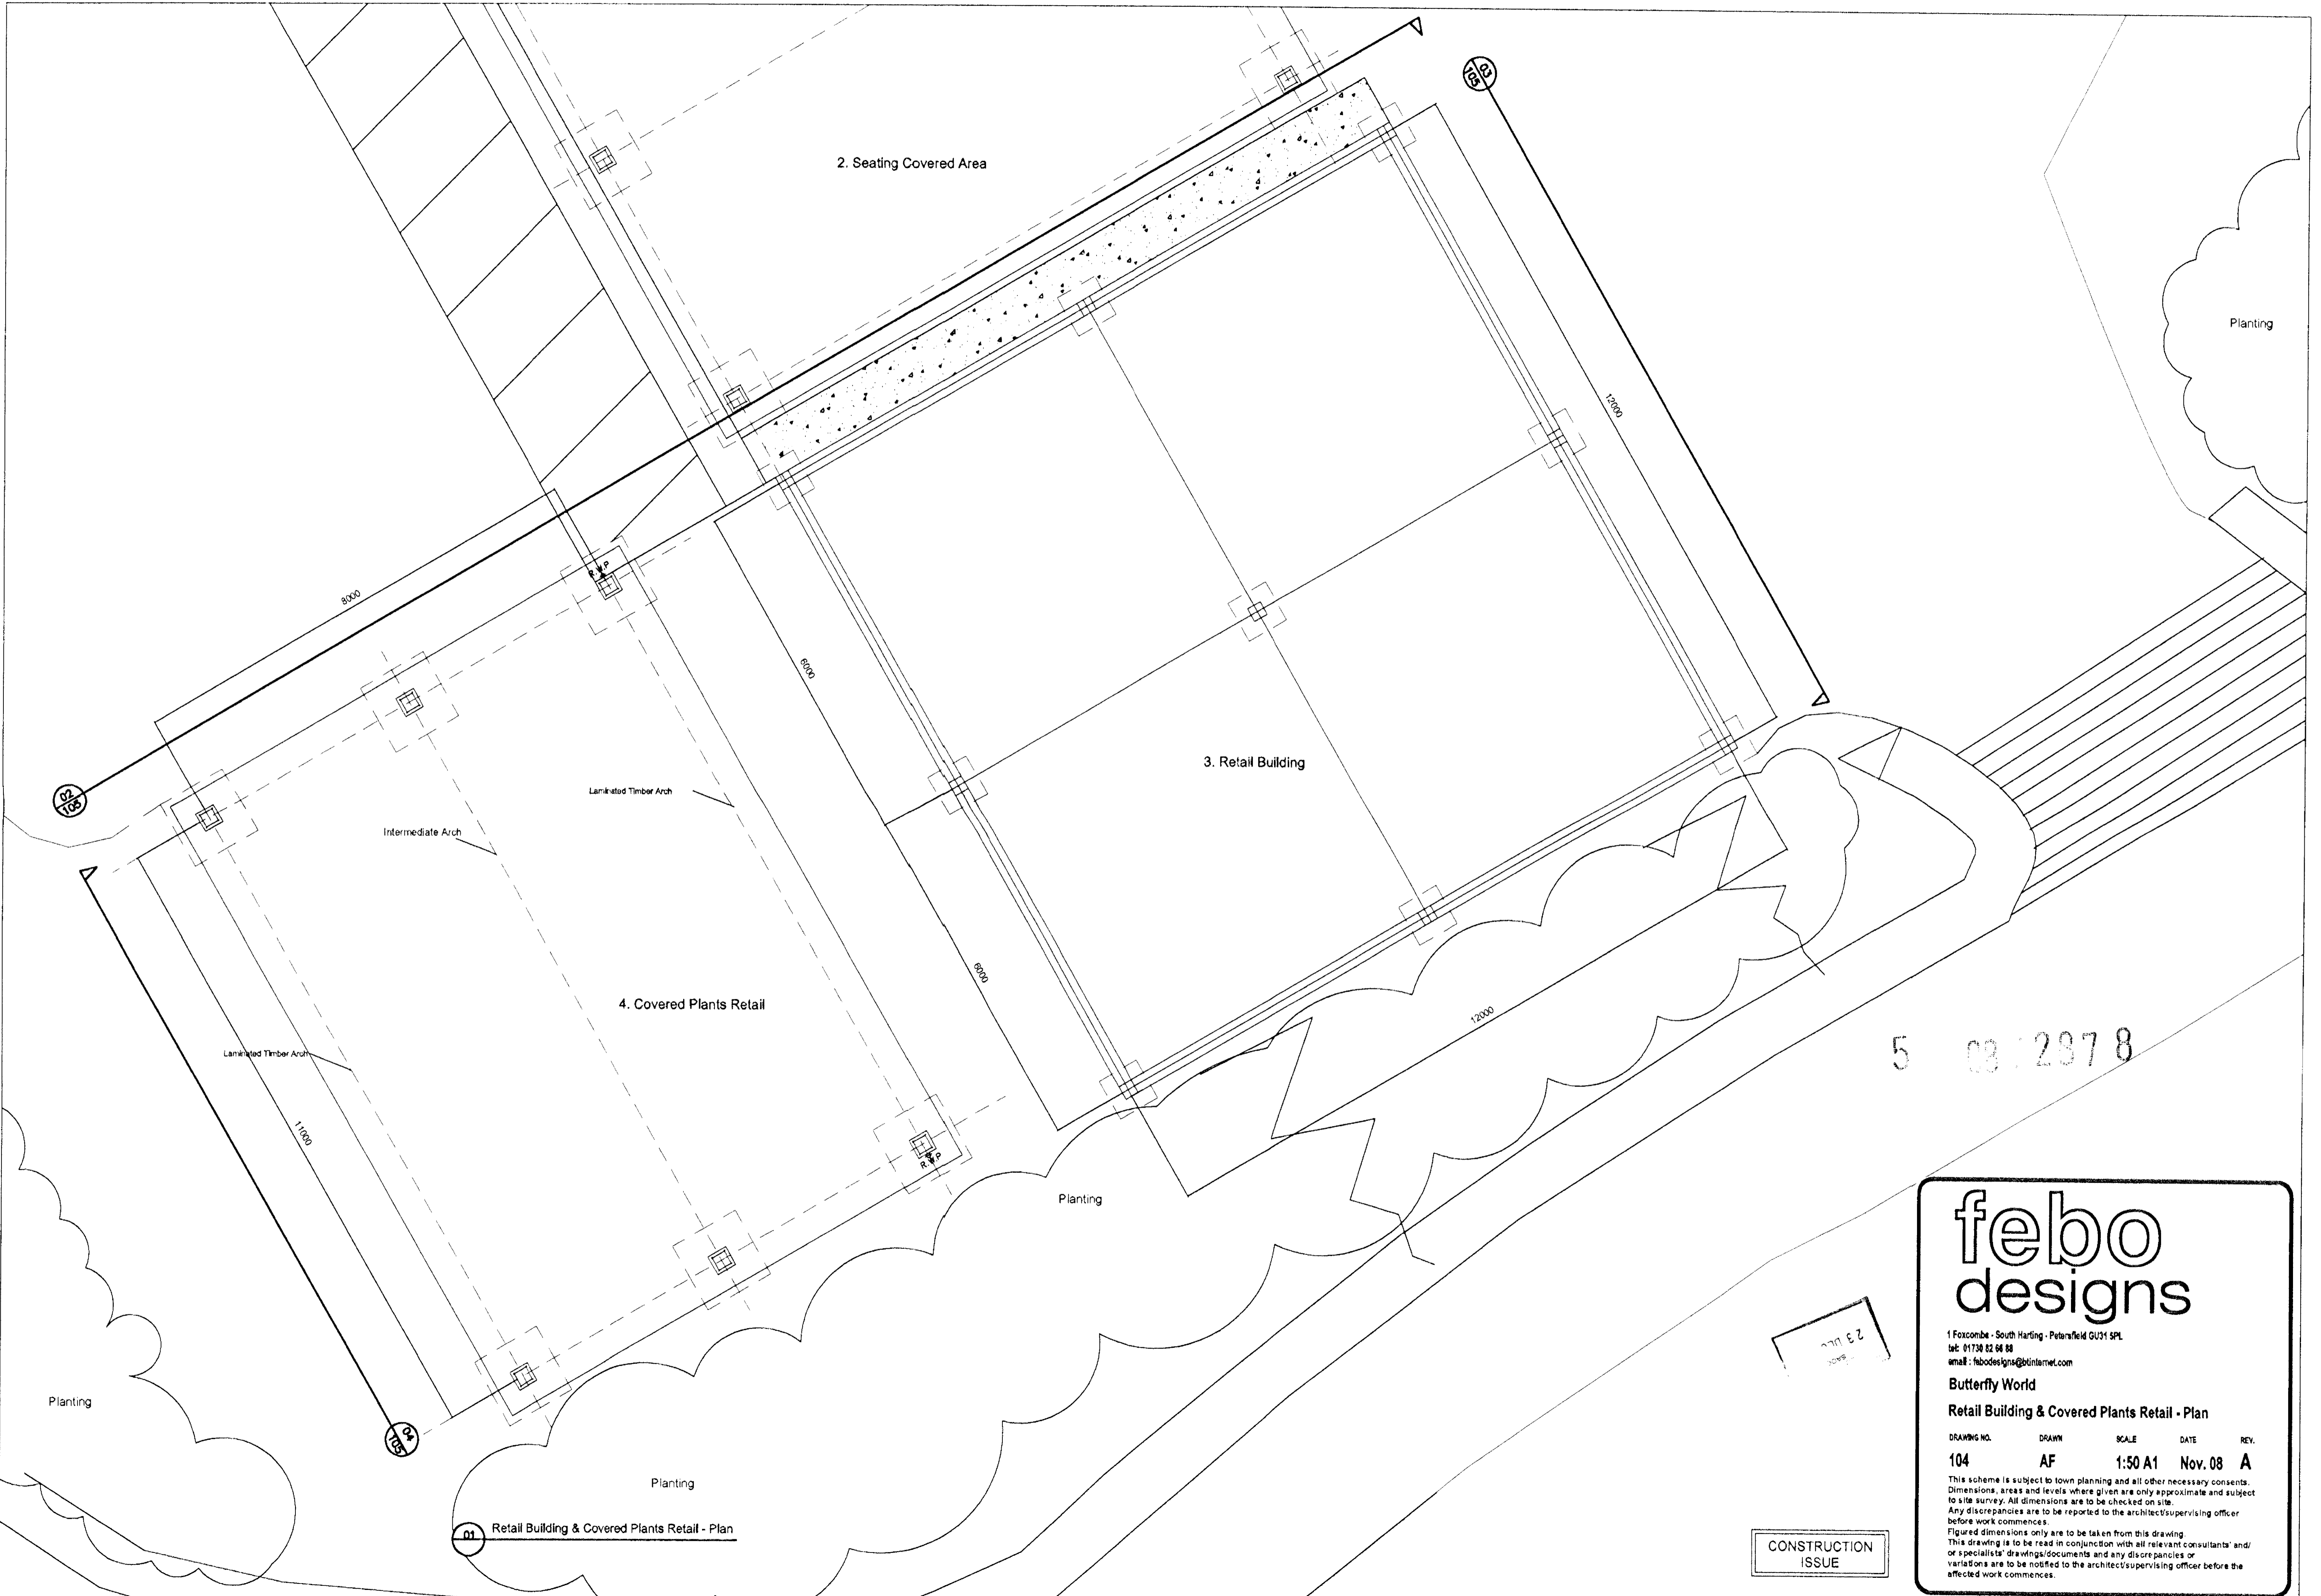 03
105
2. Seating Covered Area
Planting
12000
R.W.P
8000
6000
3. Retail Building
02
105
Laminated Timber Arch
Intermediate Arch
6000
4. Covered Plants Retail
12000
Laminated Timber Arch
11000
R.W.P
Planting
Planting
04
105
Planting
01 Retail Building & Covered Plants Retail - Plan
23 DEC
CONSTRUCTION
ISSUE
febo
designs
1 Foxcombe - South Harting - Petersfield GU31 5PL
tel: 01730 82 66 88
email : febodesigns@btinternet.com
Butterfly World
Retail Building & Covered Plants Retail - Plan
DRAWING NO. DRAWN SCALE DATE REV.
104 AF 1:50 A1 Nov. 08 A
This scheme is subject to town planning and all other necessary consents.
Dimensions, areas and levels where given are only approximate and subject
to site survey. All dimensions are to be checked on site.
Any discrepancies are to be reported to the architect/supervising officer
before work commences.
Figured dimensions only are to be taken from this drawing.
This drawing is to be read in conjunction with all relevant consultants' and/
or specialists' drawings/documents and any discrepancies or
variations are to be notified to the architect/supervising officer before the
affected work commences.